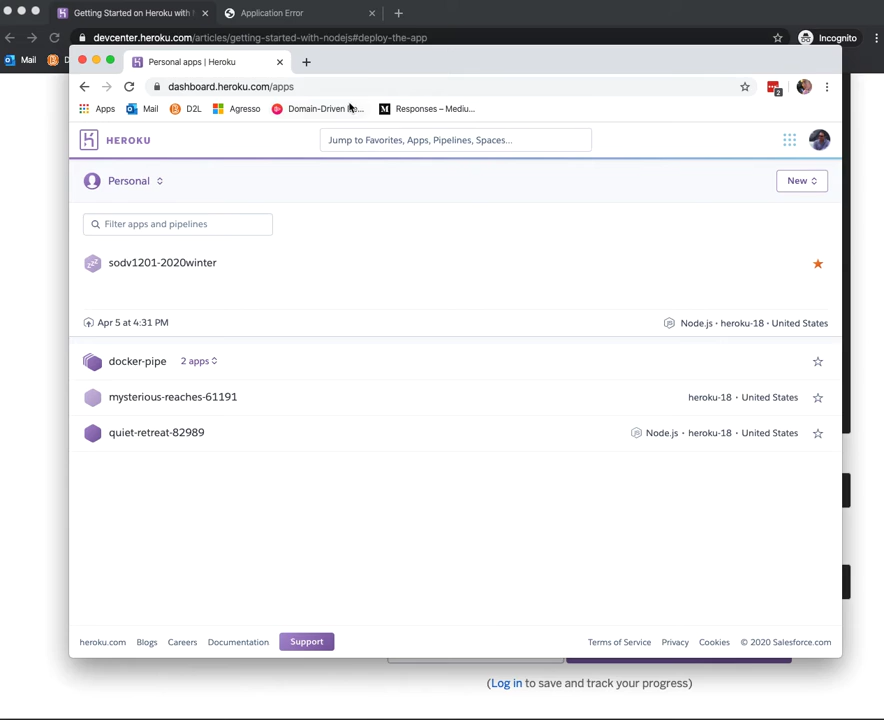 Getting Started on Heroku with
Application Error
devcenter.heroku.com/articles/getting-started-with-nodejs#deploy-the-app
Incognito
Mail
Personal apps | Heroku
dashboard.heroku.com/apps
2
Apps
Mail
D2L
Agresso
Domain-Driven
Responses – Mediu...
HEROKU
Jump to Favorites, Apps, Pipelines, Spaces...
Personal
New
Filter apps and pipelines
sodv1201-2020winter
Apr 5 at 4:31 PM
Node.js • heroku-18 • United States
docker-pipe 2 apps
mysterious-reaches-61191
heroku-18 • United States
quiet-retreat-82989
Node.js • heroku-18 • United States
heroku.com
Blogs
Careers
Documentation
Support
Terms of Service
Privacy
Cookies
© 2020 Salesforce.com
(Log in to save and track your progress)